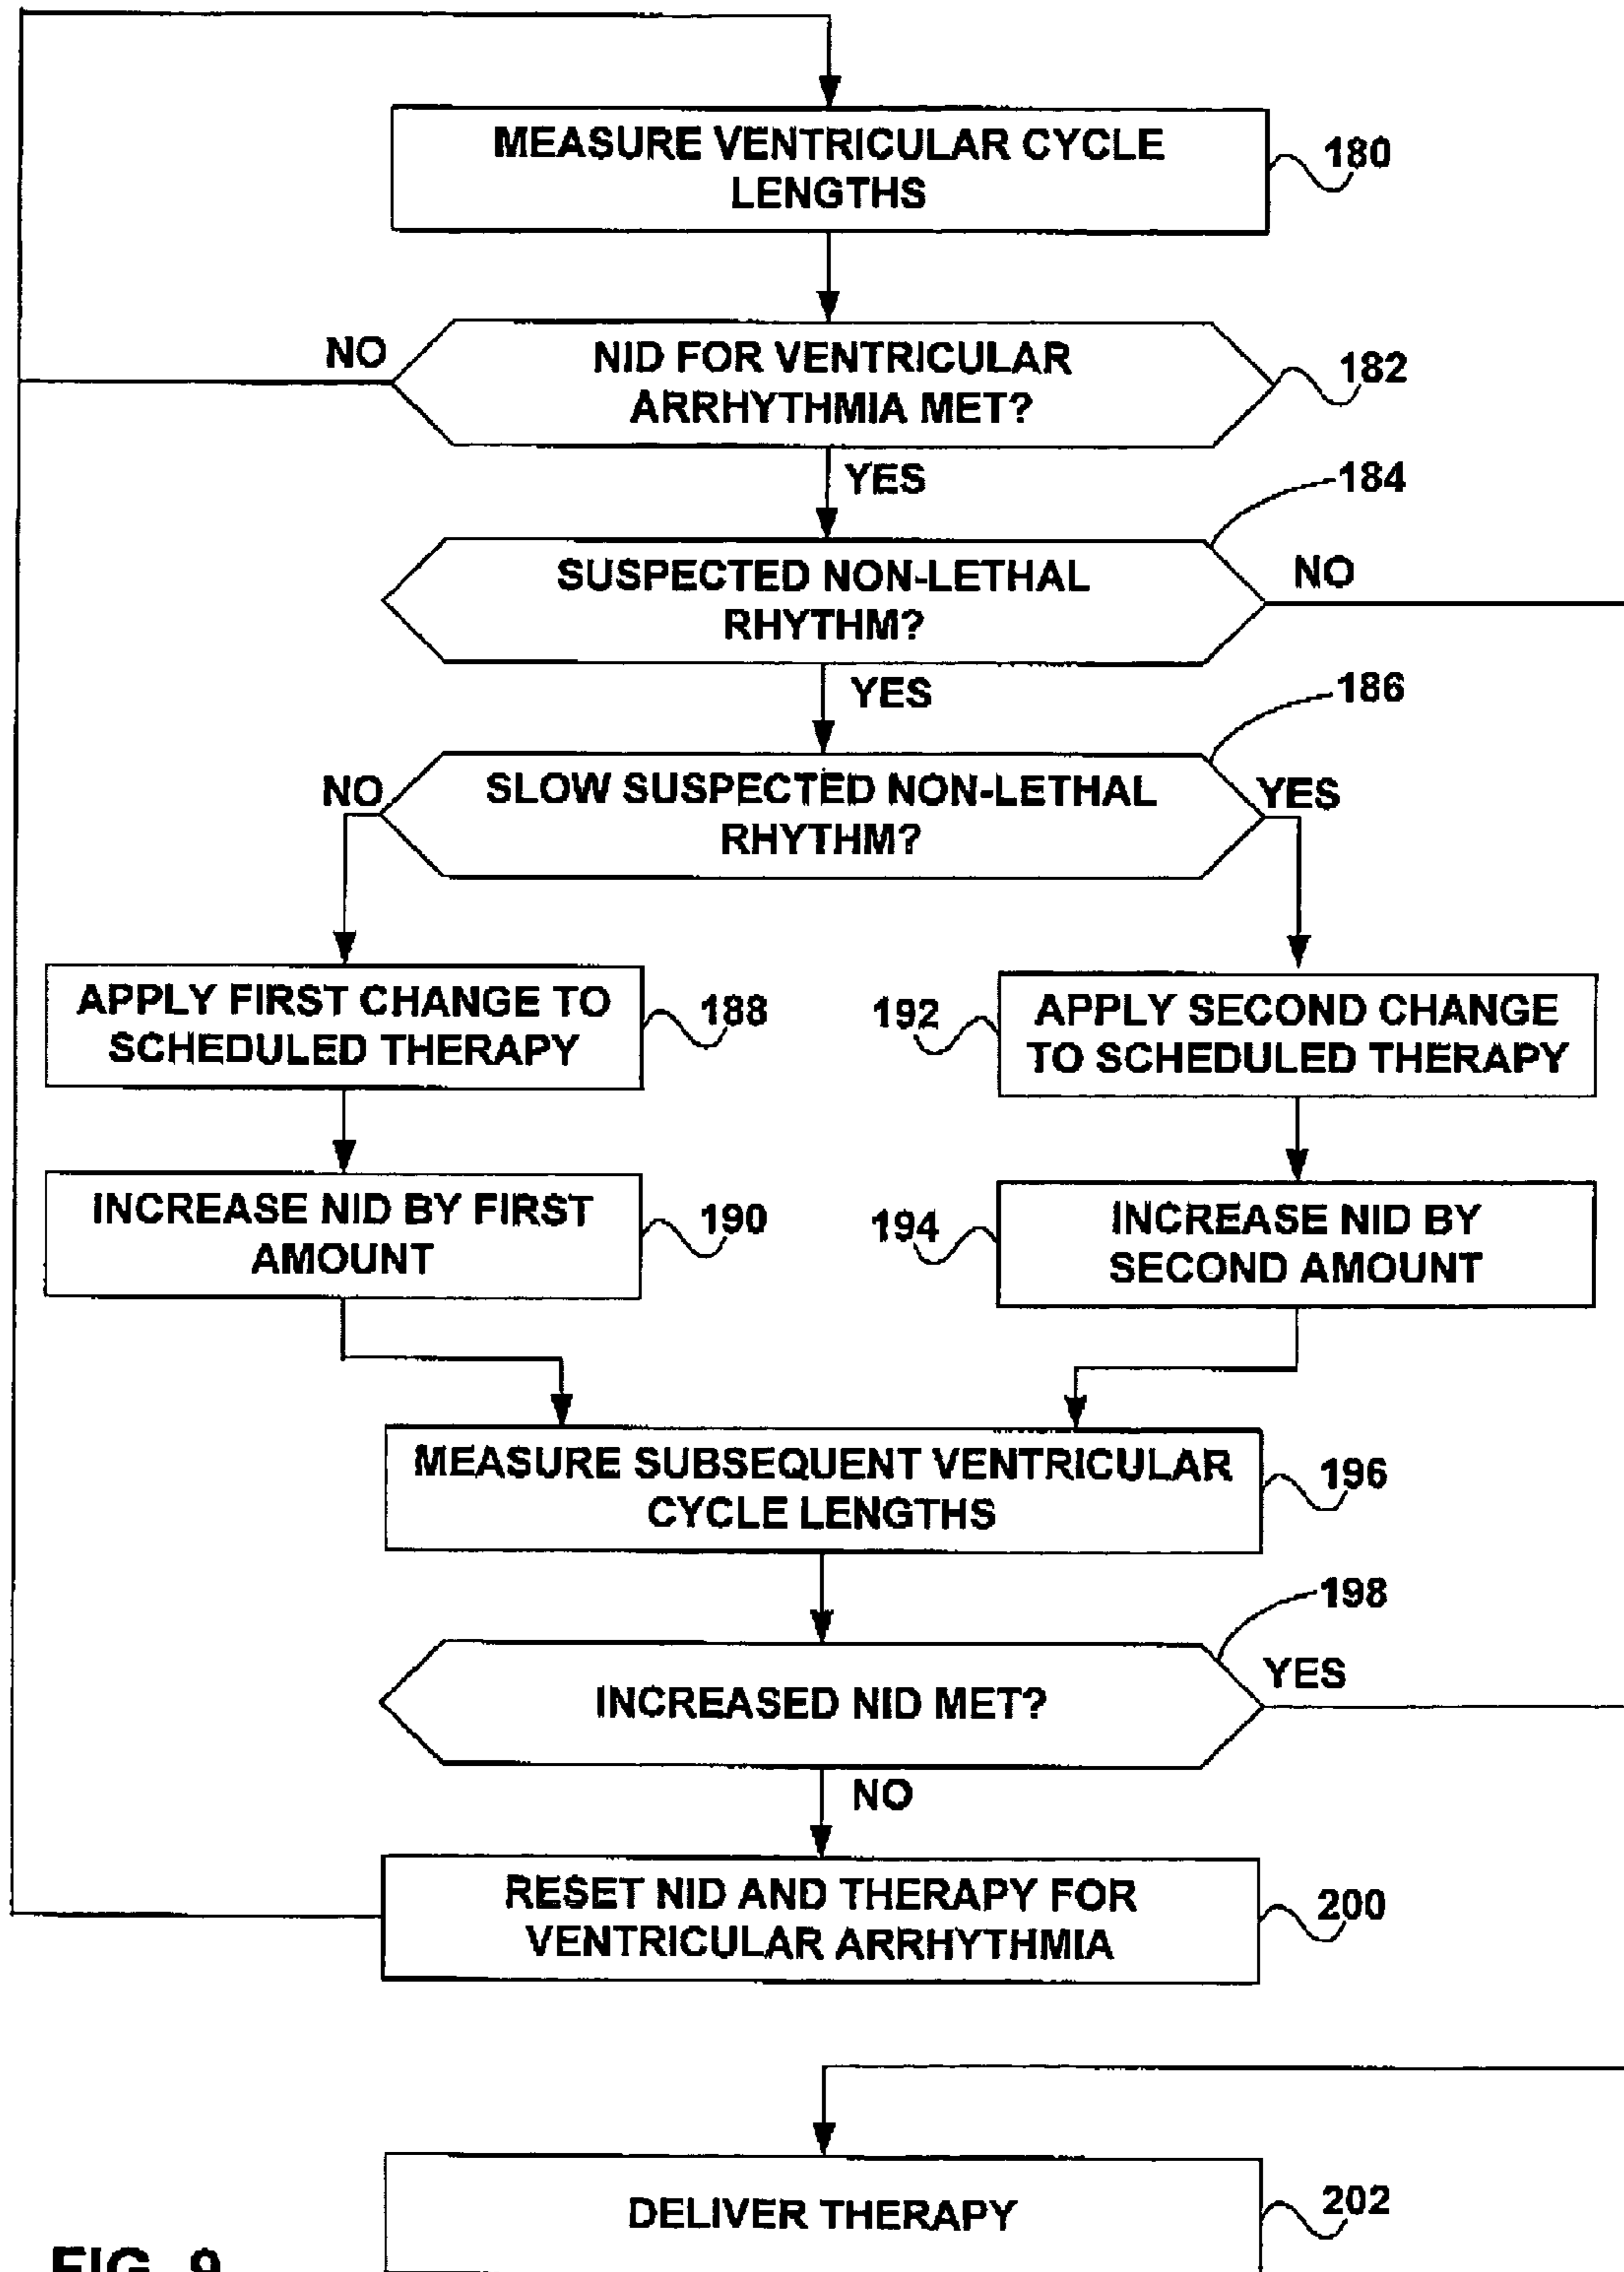 MEASURE VENTRICULAR CYCLE
LENGTHS
180
NO
NID FOR VENTRICULAR
ARRHYTHMIA MET?
182
YES
184
SUSPECTED NON-LETHAL
RHYTHM?
NO
YES
186
NO
SLOW SUSPECTED NON-LETHAL
RHYTHM?
YES
APPLY FIRST CHANGE TO
SCHEDULED THERAPY
188
192
APPLY SECOND CHANGE
TO SCHEDULED THERAPY
INCREASE NID BY FIRST
AMOUNT
190
194
INCREASE NID BY
SECOND AMOUNT
MEASURE SUBSEQUENT VENTRICULAR
CYCLE LENGTHS
196
198
INCREASED NID MET?
YES
NO
RESET NID AND THERAPY FOR
VENTRICULAR ARRHYTHMIA
200
DELIVER THERAPY
202
FIG. 9